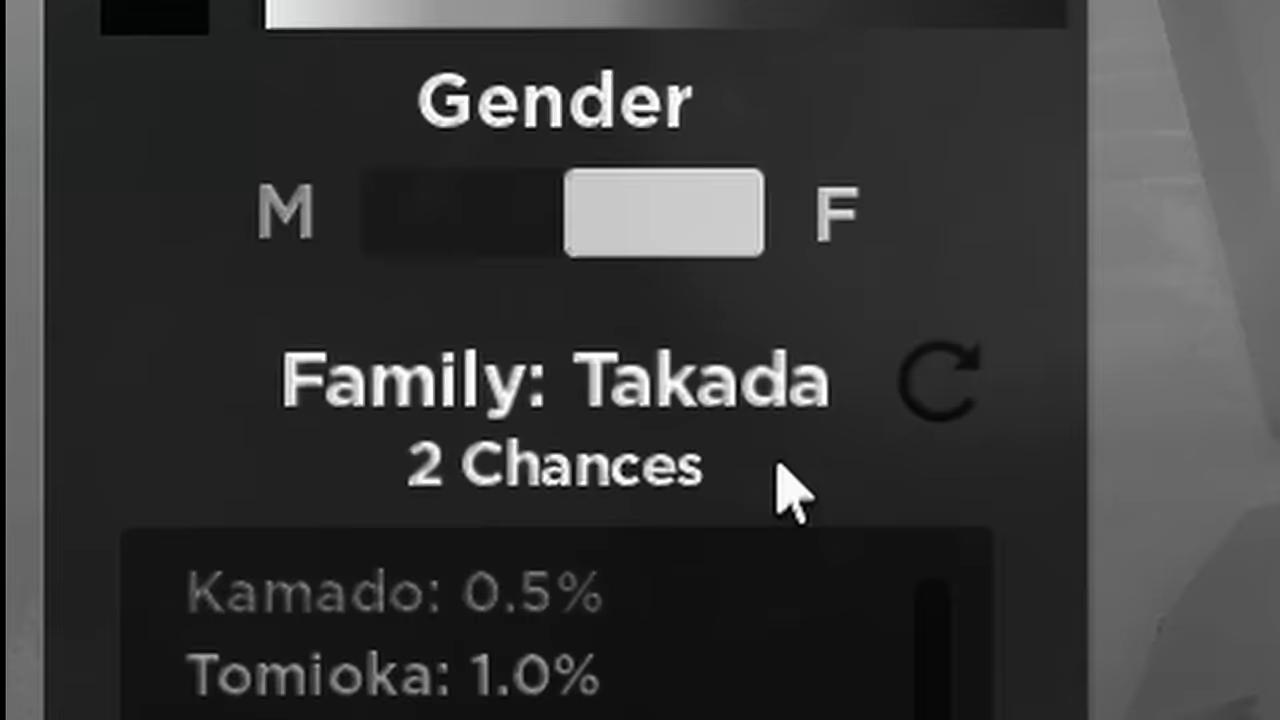 Gender
M F
Family: Takada
2 Chances
Kamado: 0.5%
Tomioka: 1.0%